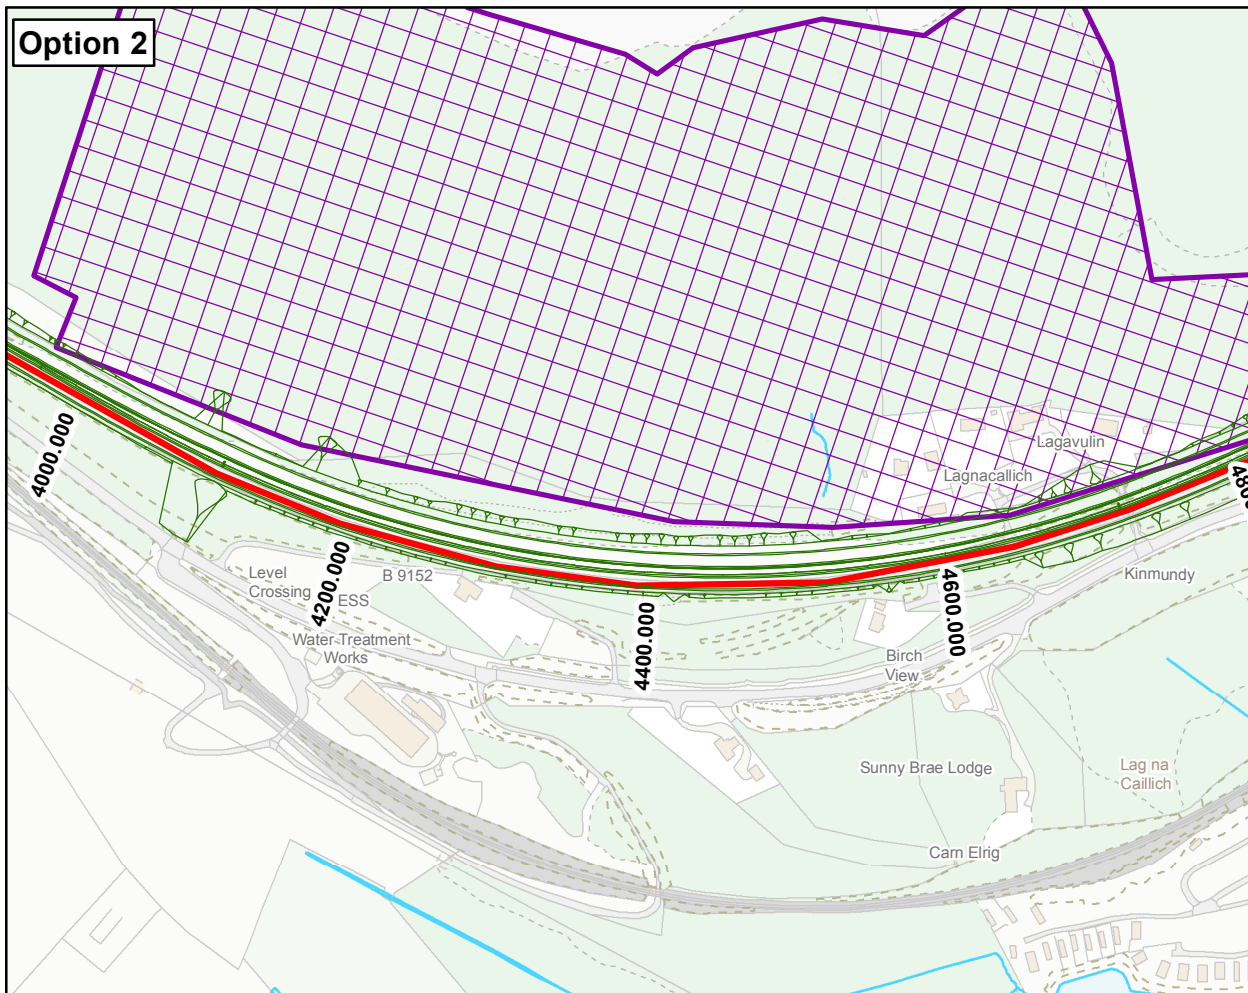 Option 2
4000.000
4200.000
4400.000
4600.000
Lagavulin
Lagnacallich
Kinmundy
Level
Crossing
B 9152
ESS
Water Treatment
Works
Birch
View
Sunny Brae Lodge
Lag na
Caillich
Carn Elrig